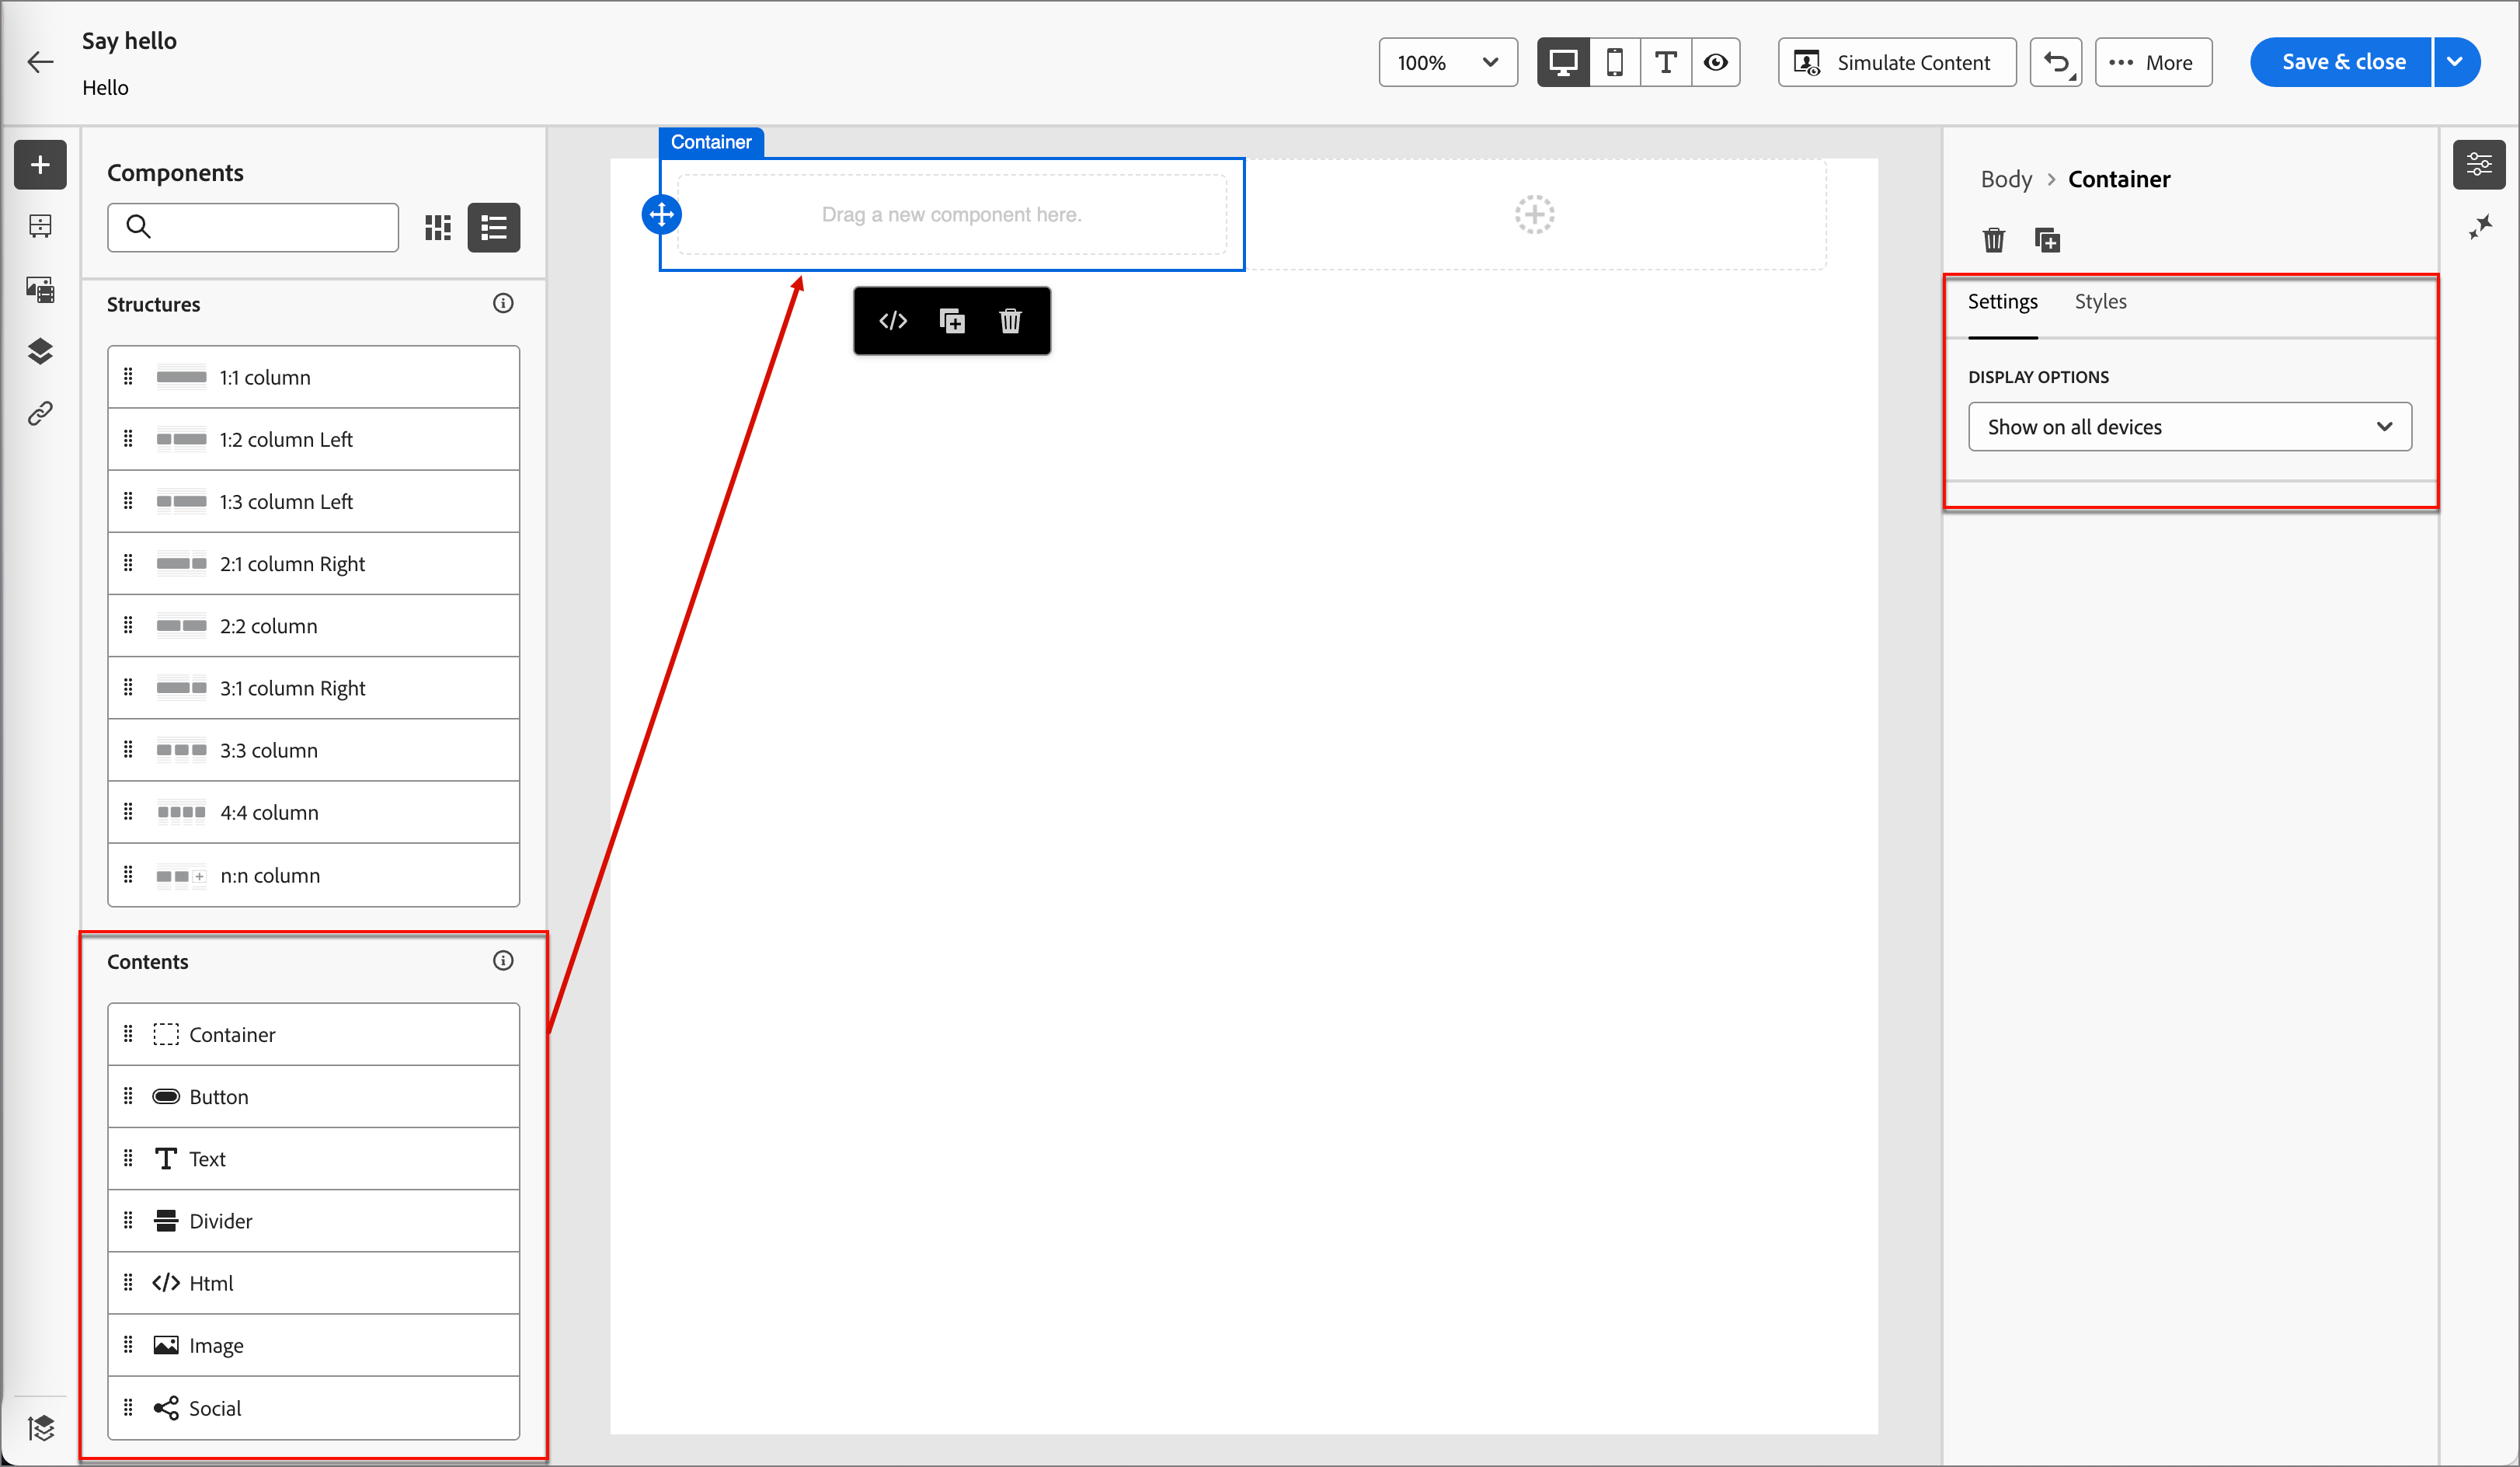 Say hello
Hello
100%
Simulate Content
More
Save & close
Components
Structures
1:1 column
1:2 column Left
1:3 column Left
2:1 column Right
2:2 column
3:1 column Right
3:3 column
4:4 column
n:n column
Contents
Container
Button
Text
Divider
Html
Image
Social
Container
Drag a new component here.
Body > Container
Settings Styles
DISPLAY OPTIONS
Show on all devices